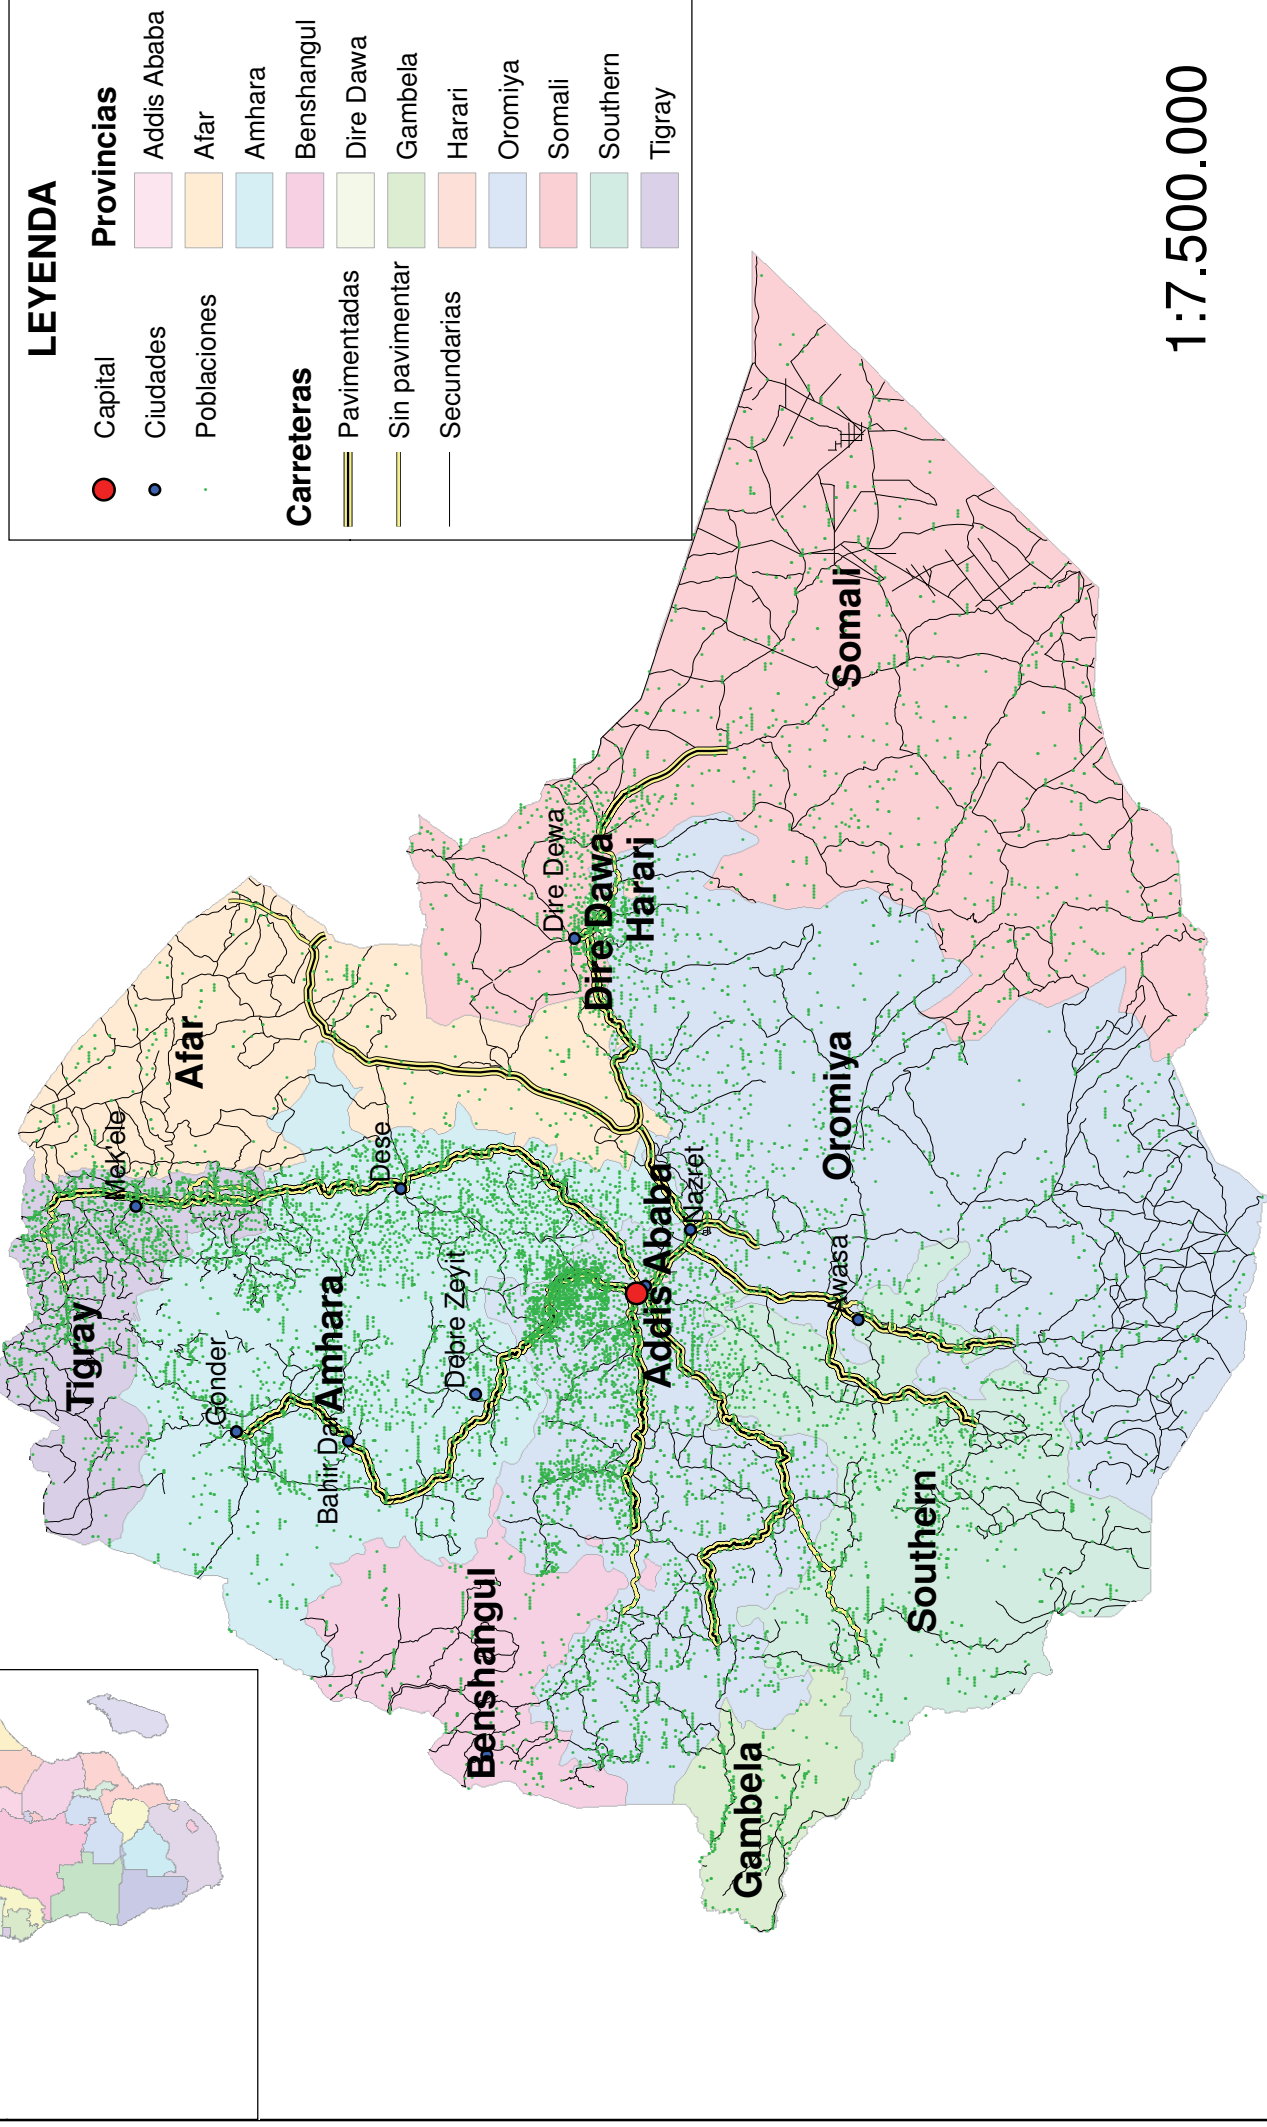 LEYENDA
Capital
Ciudades
Poblaciones
Carreteras
Pavimentadas
Sin pavimentar
Secundarias
Provincias
Addis Ababa
Afar
Amhara
Benshangul
Dire Dawa
Gambela
Harari
Oromiya
Somali
Southern
Tigray
Tigray
Mek'ele
Afar
Gonder
Amhara
Bahir Dar
Dese
Debre Zeyit
Benshangul
Dire Dewa
Dire Dawa
Harari
Addis Ababa
Nazret
Gambela
Awasa
Oromiya
Somali
Southern
1:7.500.000